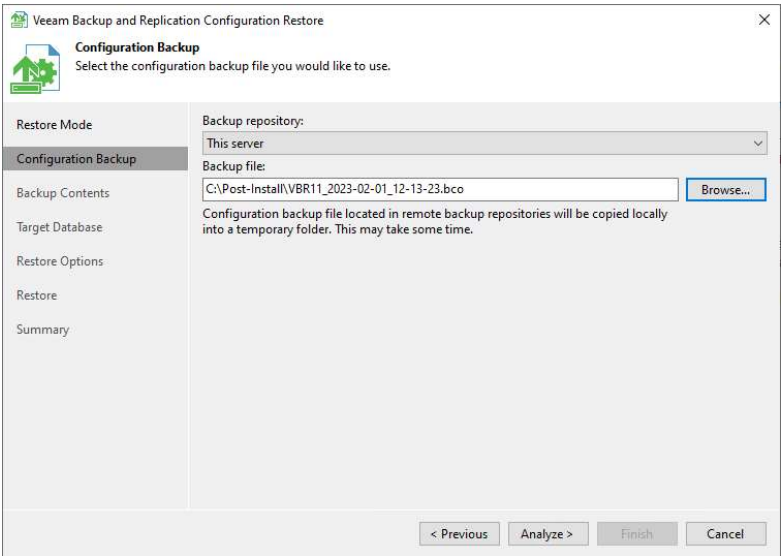 Veeam Backup and Replication Configuration Restore
Configuration Backup
Select the configuration backup file you would like to use.
Restore Mode
Configuration Backup
Backup Contents
Target Database
Restore Options
Restore
Summary
Backup repository:
This server
Backup file:
C:\Post-Install\VBR11_2023-02-01_12-13-23.bco
Browse...
Configuration backup file located in remote backup repositories will be copied locally
into a temporary folder. This may take some time.
< Previous
Analyze >
Finish
Cancel